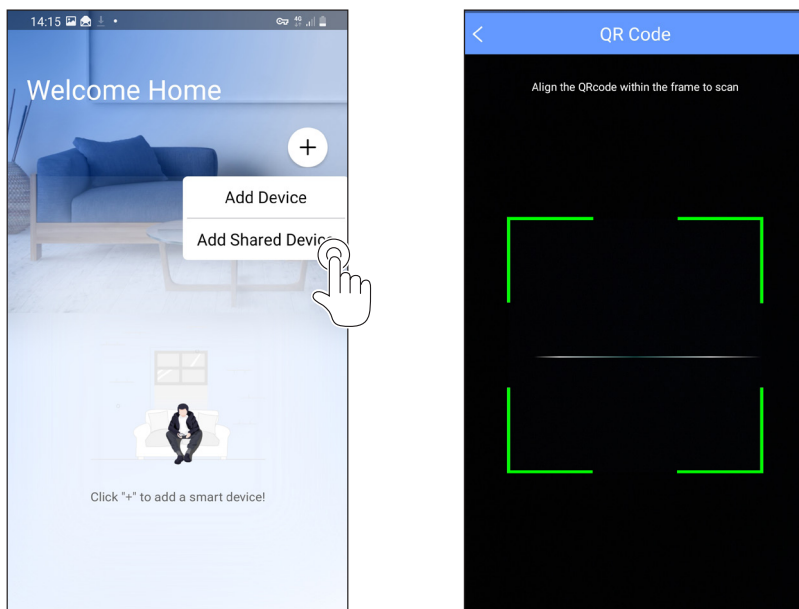 14:15
4G
Welcome Home
+
Add Device
Add Shared Device
Click "+" to add a smart device!
QR Code
Align the QRcode within the frame to scan